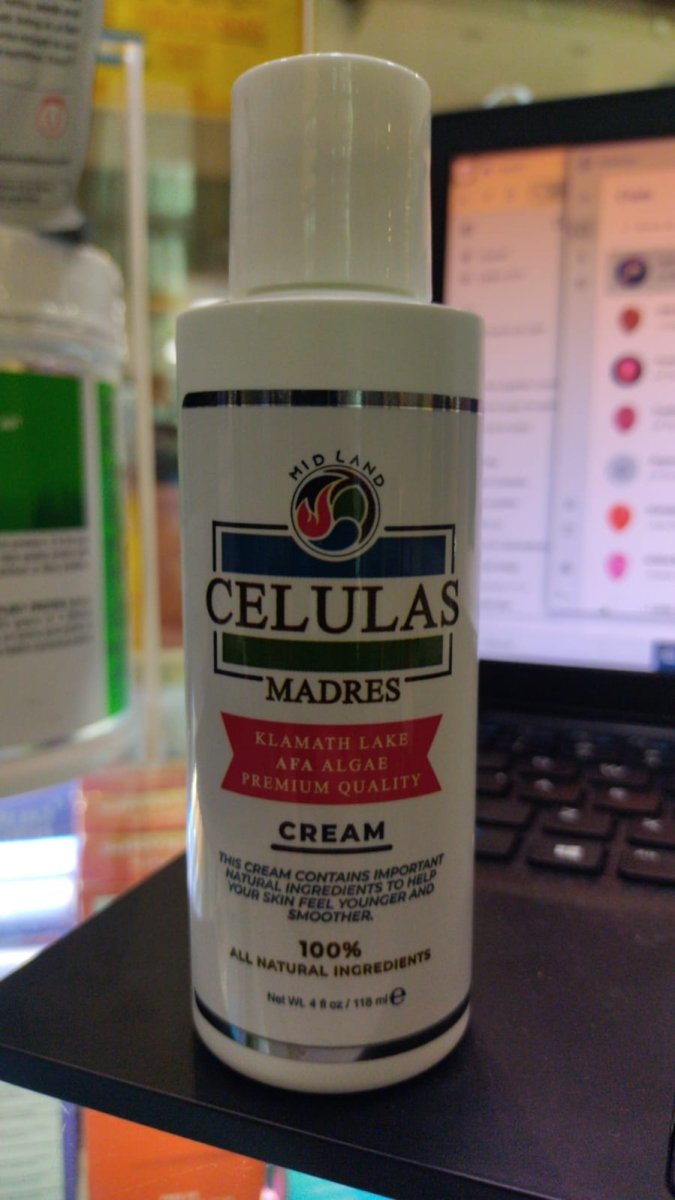 MID LAND
CELULAS
MADRES
KLAMATH LAKE
AFA ALGAE
PREMIUM QUALITY
CREAM
THIS CREAM CONTAINS IMPORTANT
NATURAL INGREDIENTS TO HELP
YOUR SKIN FEEL YOUNGER AND
SMOOTHER.
100%
ALL NATURAL INGREDIENTS
Net Wt. 4 fl oz / 118 ml ℮